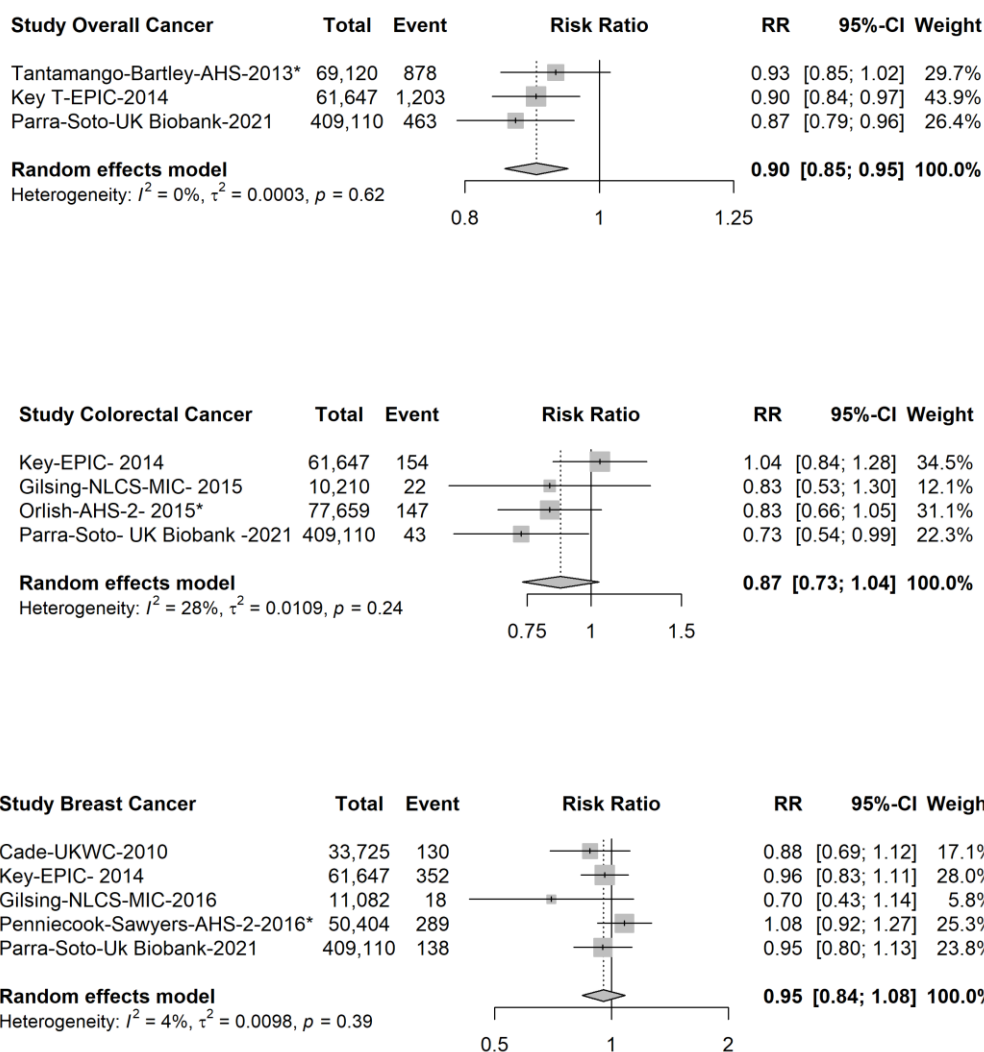 Study Overall Cancer Total Event Risk Ratio RR 95%-CI Weight
Tantamango-Bartley-AHS-2013* 69,120 878 0.93 [0.85; 1.02] 29.7%
Key T-EPIC-2014 61,647 1,203 0.90 [0.84; 0.97] 43.9%
Parra-Soto-UK Biobank-2021 409,110 463 0.87 [0.79; 0.96] 26.4%
Random effects model 0.90 [0.85; 0.95] 100.0%
Heterogeneity: I² = 0%, τ² = 0.0003, p = 0.62
0.8 1 1.25
Study Colorectal Cancer Total Event Risk Ratio RR 95%-CI Weight
Key-EPIC- 2014 61,647 154 1.04 [0.84; 1.28] 34.5%
Gilsing-NLCS-MIC- 2015 10,210 22 0.83 [0.53; 1.30] 12.1%
Orlish-AHS-2- 2015* 77,659 147 0.83 [0.66; 1.05] 31.1%
Parra-Soto- UK Biobank -2021 409,110 43 0.73 [0.54; 0.99] 22.3%
Random effects model 0.87 [0.73; 1.04] 100.0%
Heterogeneity: I² = 28%, τ² = 0.0109, p = 0.24
0.75 1 1.5
Study Breast Cancer Total Event Risk Ratio RR 95%-CI Weigh
Cade-UKWC-2010 33,725 130 0.88 [0.69; 1.12] 17.1%
Key-EPIC- 2014 61,647 352 0.96 [0.83; 1.11] 28.0%
Gilsing-NLCS-MIC-2016 11,082 18 0.70 [0.43; 1.14] 5.8%
Penniecook-Sawyers-AHS-2-2016* 50,404 289 1.08 [0.92; 1.27] 25.3%
Parra-Soto-Uk Biobank-2021 409,110 138 0.95 [0.80; 1.13] 23.8%
Random effects model 0.95 [0.84; 1.08] 100.0%
Heterogeneity: I² = 4%, τ² = 0.0098, p = 0.39
0.5 1 2